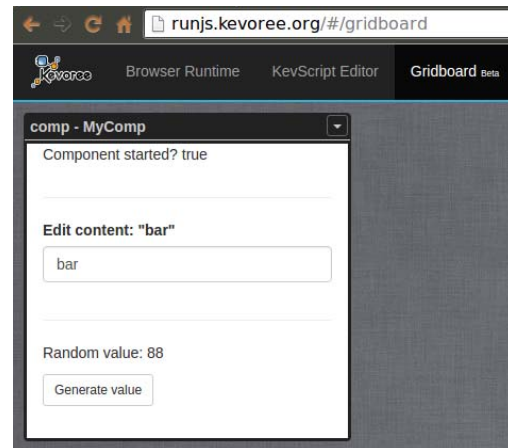 runjs.kevoree.org/#/gridboard
Kevoree Browser Runtime KevScript Editor Gridboard Beta
comp - MyComp
Component started? true
Edit content: "bar"
bar
Random value: 88
Generate value